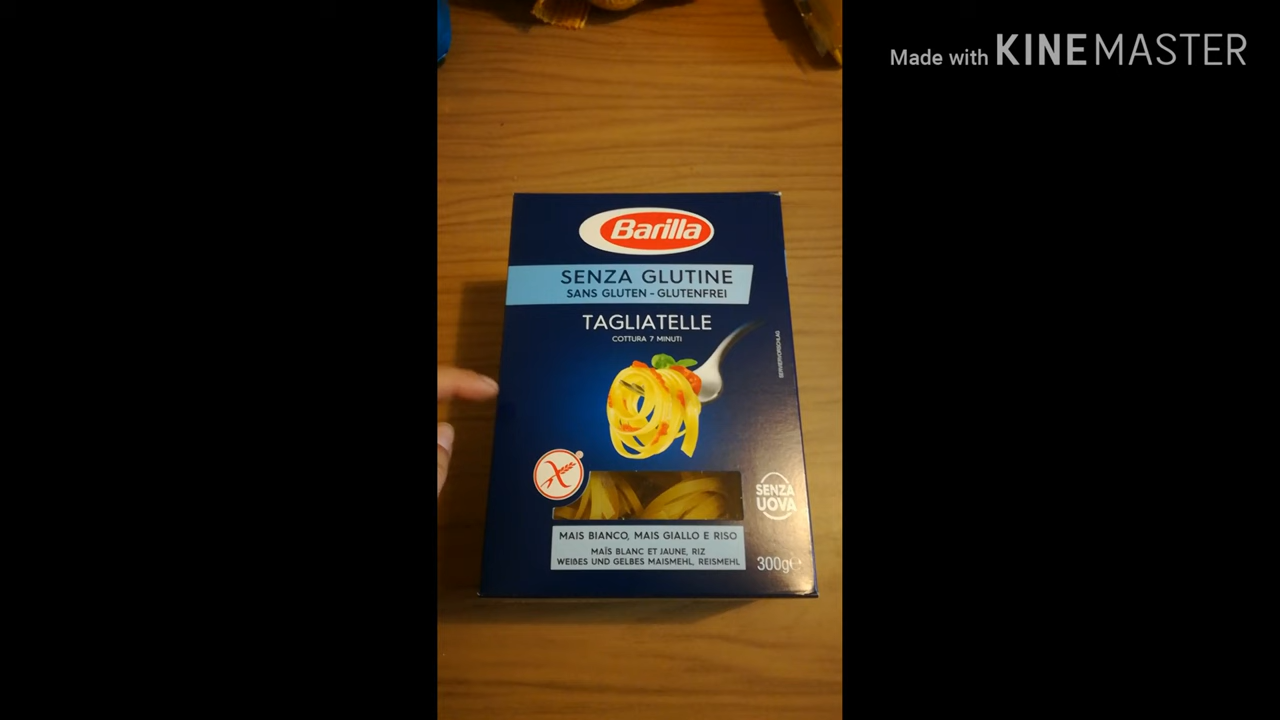 Made with KINEMASTER
Barilla
SENZA GLUTINE
SANS GLUTEN - GLUTENFREI
TAGLIATELLE
COTTURA 7 MINUTI
SERVIERVORSCHLAG
SENZA
UOVA
MAIS BIANCO, MAIS GIALLO E RISO
MAÏS BLANC ET JAUNE, RIZ
WEIßES UND GELBES MAISMEHL, REISMEHL
300g℮